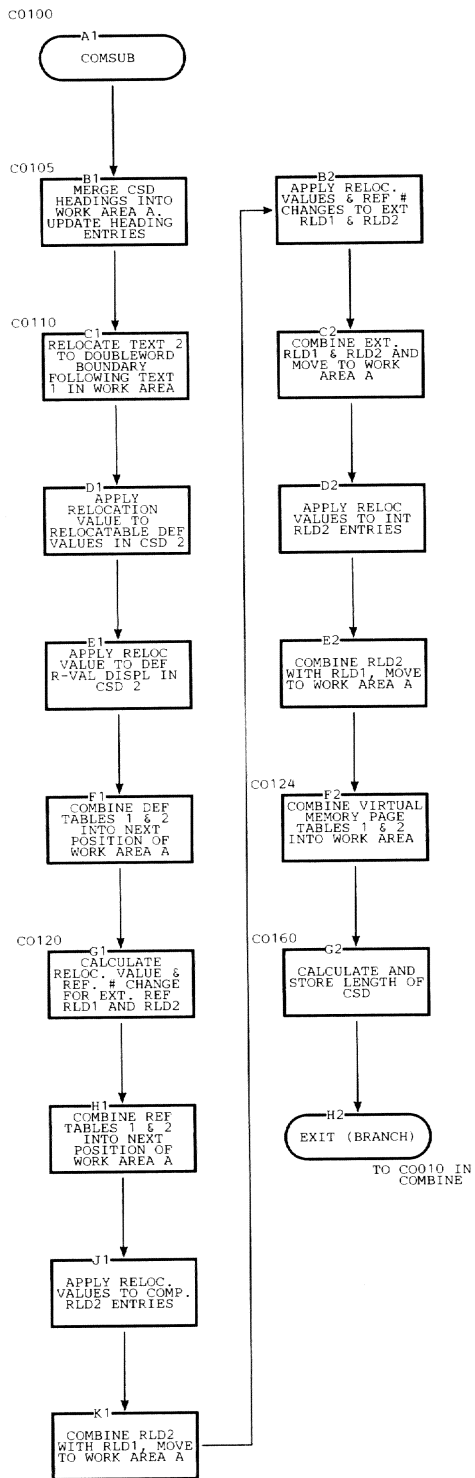 CO100
A1
COMSUB
CO105
B1
MERGE CSD
HEADINGS INTO
WORK AREA A.
UPDATE HEADING
ENTRIES
CO110
C1
RELOCATE TEXT 2
TO DOUBLEWORD
BOUNDARY
FOLLOWING TEXT
1 IN WORK AREA
D1
APPLY
RELOCATION
VALUE TO
RELOCATABLE DEF
VALUES IN CSD 2
E1
APPLY RELOC
VALUE TO DEF
R-VAL DISPL IN
CSD 2
F1
COMBINE DEF
TABLES 1 & 2
INTO NEXT
POSITION OF
WORK AREA A
CO120
G1
CALCULATE
RELOC. VALUE &
REF. # CHANGE
FOR EXT. REF
RLD1 AND RLD2
H1
COMBINE REF
TABLES 1 & 2
INTO NEXT
POSITION OF
WORK AREA A
J1
APPLY RELOC.
VALUES TO COMP.
RLD2 ENTRIES
K1
COMBINE RLD2
WITH RLD1, MOVE
TO WORK AREA A
B2
APPLY RELOC.
VALUES & REF #
CHANGES TO EXT
RLD1 & RLD2
C2
COMBINE EXT.
RLD1 & RLD2 AND
MOVE TO WORK
AREA A
D2
APPLY RELOC
VALUES TO INT
RLD2 ENTRIES
E2
COMBINE RLD2
WITH RLD1, MOVE
TO WORK AREA A
CO124
F2
COMBINE VIRTUAL
MEMORY PAGE
TABLES 1 & 2
INTO WORK AREA
CO160
G2
CALCULATE AND
STORE LENGTH OF
CSD
H2
EXIT (BRANCH)
TO CO010 IN
COMBINE